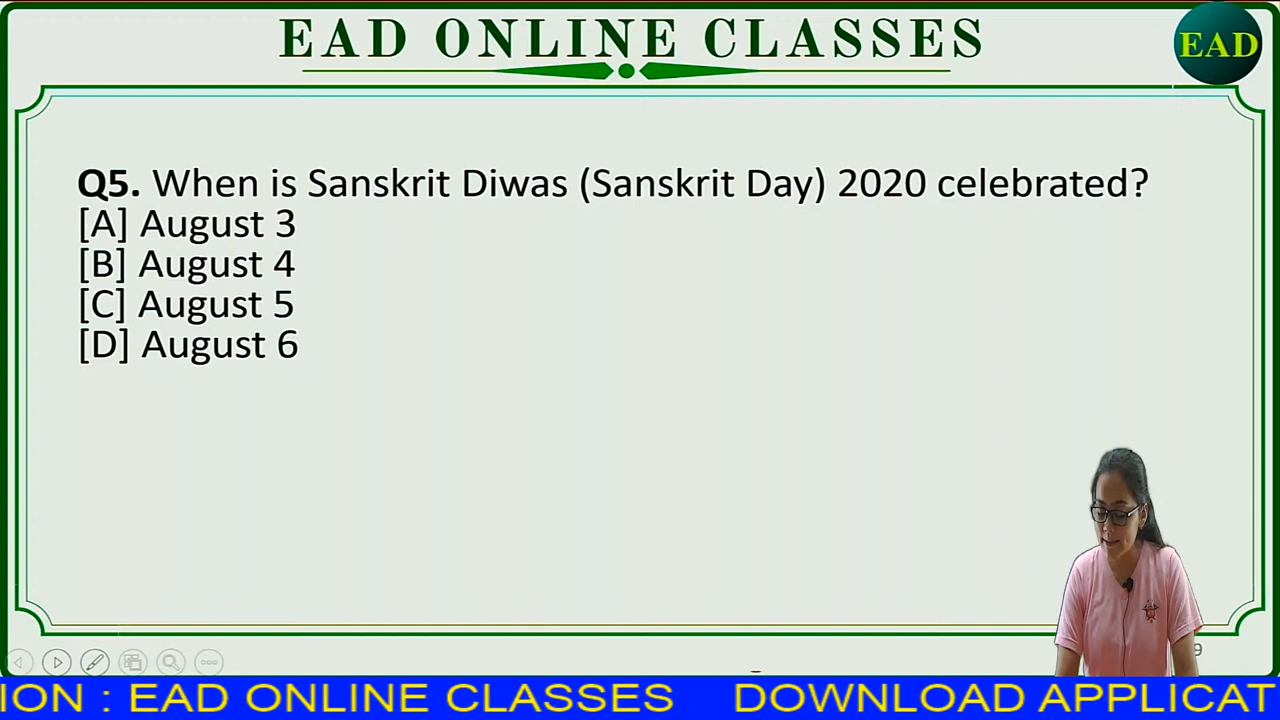 EAD ONLINE CLASSES
EAD
Q5. When is Sanskrit Diwas (Sanskrit Day) 2020 celebrated?
[A] August 3
[B] August 4
[C] August 5
[D] August 6
9
ION : EAD ONLINE CLASSES DOWNLOAD APPLICAT